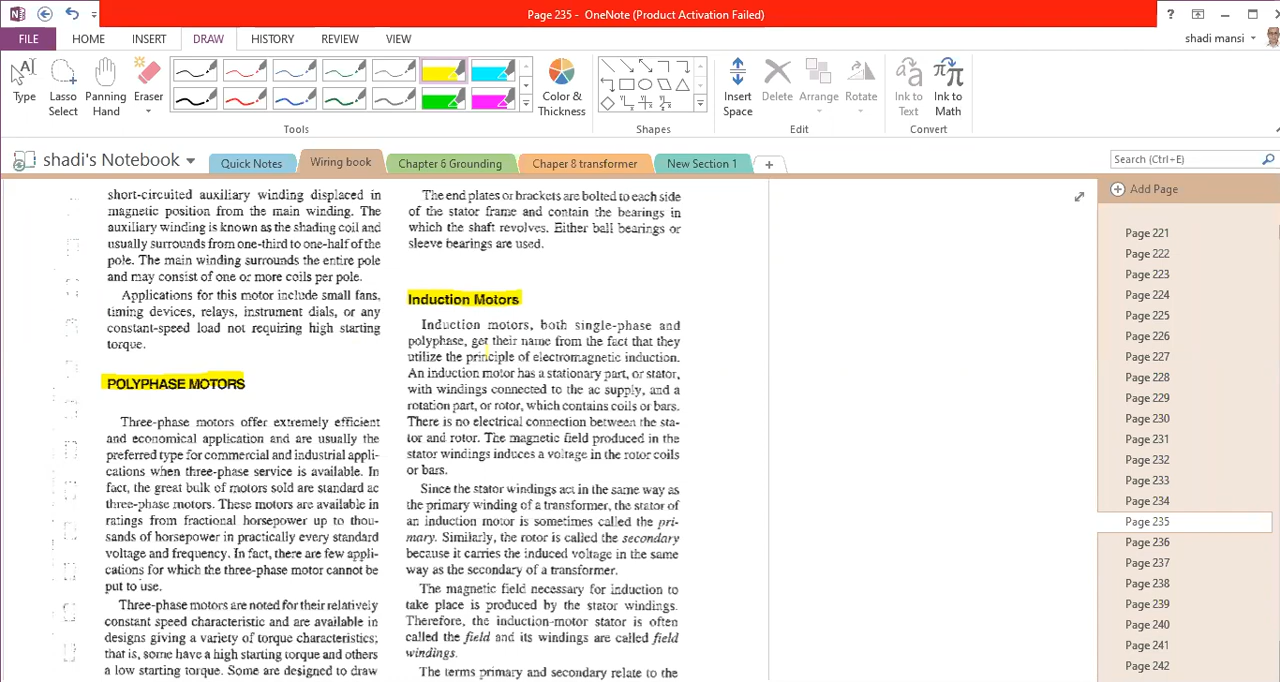 Page 235 - OneNote (Product Activation Failed)
?
FILE
HOME
INSERT
DRAW
HISTORY
REVIEW
VIEW
shadi mansi
Type
Lasso
Select
Panning
Hand
Eraser
Color &
Thickness
Insert
Space
Delete
Arrange
Rotate
Ink to
Text
Ink to
Math
Tools
Shapes
Edit
Convert
shadi's Notebook
Quick Notes
Wiring book
Chapter 6 Grounding
Chaper 8 transformer
New Section 1
Search (Ctrl+E)
short-circuited auxiliary winding displaced in
magnetic position from the main winding. The
auxiliary winding is known as the shading coil and
usually surrounds from one-third to one-half of the
pole. The main winding surrounds the entire pole
and may consist of one or more coils per pole.
Applications for this motor include small fans,
timing devices, relays, instrument dials, or any
constant-speed load not requiring high starting
torque.
POLYPHASE MOTORS
Three-phase motors offer extremely efficient
and economical application and are usually the
preferred type for commercial and industrial appli-
cations when three-phase service is available. In
fact, the great bulk of motors sold are standard ac
three-phase motors. These motors are available in
ratings from fractional horsepower up to thou-
sands of horsepower in practically every standard
voltage and frequency. In fact, there are few appli-
cations for which the three-phase motor cannot be
put to use.
Three-phase motors are noted for their relatively
constant speed characteristic and are available in
designs giving a variety of torque characteristics;
that is, some have a high starting torque and others
a low starting torque. Some are designed to draw
The end plates or brackets are bolted to each side
of the stator frame and contain the bearings in
which the shaft revolves. Either ball bearings or
sleeve bearings are used.
Induction Motors
Induction motors, both single-phase and
polyphase, get their name from the fact that they
utilize the principle of electromagnetic induction.
An induction motor has a stationary part, or stator,
with windings connected to the ac supply, and a
rotation part, or rotor, which contains coils or bars.
There is no electrical connection between the sta-
tor and rotor. The magnetic field produced in the
stator windings induces a voltage in the rotor coils
or bars.
Since the stator windings act in the same way as
the primary winding of a transformer, the stator of
an induction motor is sometimes called the pri-
mary. Similarly, the rotor is called the secondary
because it carries the induced voltage in the same
way as the secondary of a transformer.
The magnetic field necessary for induction to
take place is produced by the stator windings.
Therefore, the induction-motor stator is often
called the field and its windings are called field
windings.
The terms primary and secondary relate to the
Add Page
Page 221
Page 222
Page 223
Page 224
Page 225
Page 226
Page 227
Page 228
Page 229
Page 230
Page 231
Page 232
Page 233
Page 234
Page 235
Page 236
Page 237
Page 238
Page 239
Page 240
Page 241
Page 242